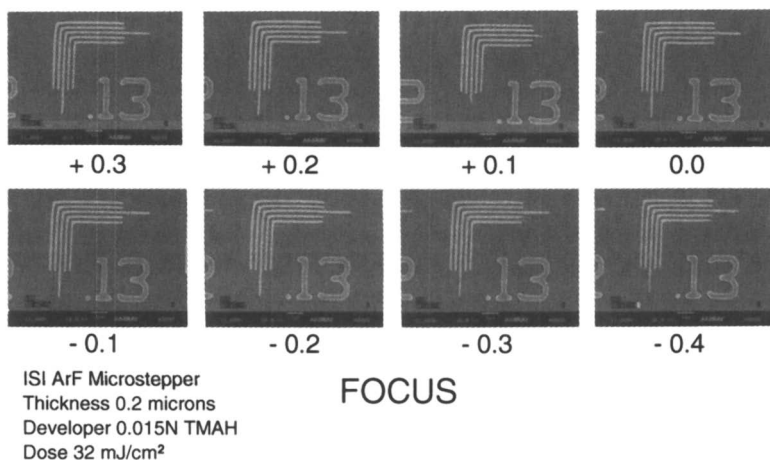 .13 .13 .13 .13
+ 0.3 + 0.2 + 0.1 0.0
.13 .13 .13 .13
- 0.1 - 0.2 - 0.3 - 0.4
FOCUS
ISI ArF Microstepper
Thickness 0.2 microns
Developer 0.015N TMAH
Dose 32 mJ/cm²